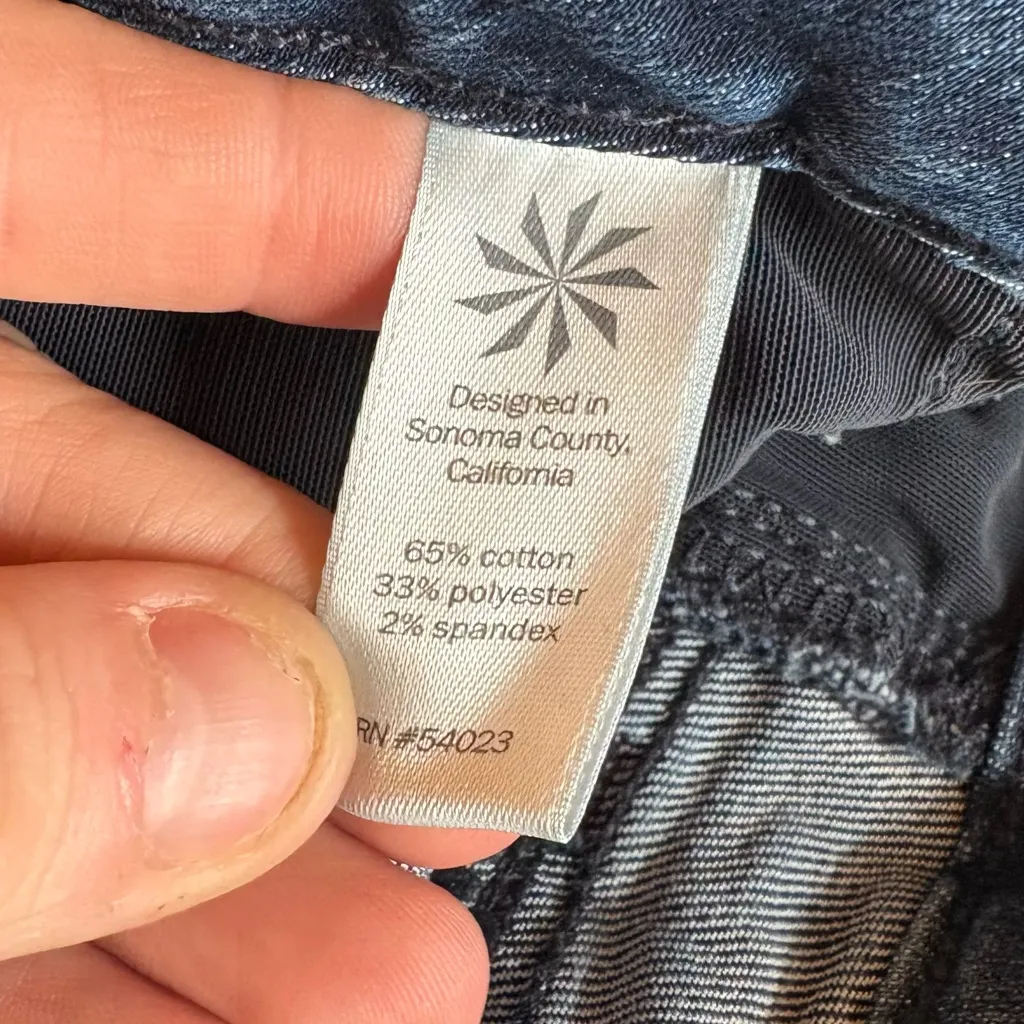 Designed in
Sonoma County,
California
65% cotton
33% polyester
2% spandex
RN #54023